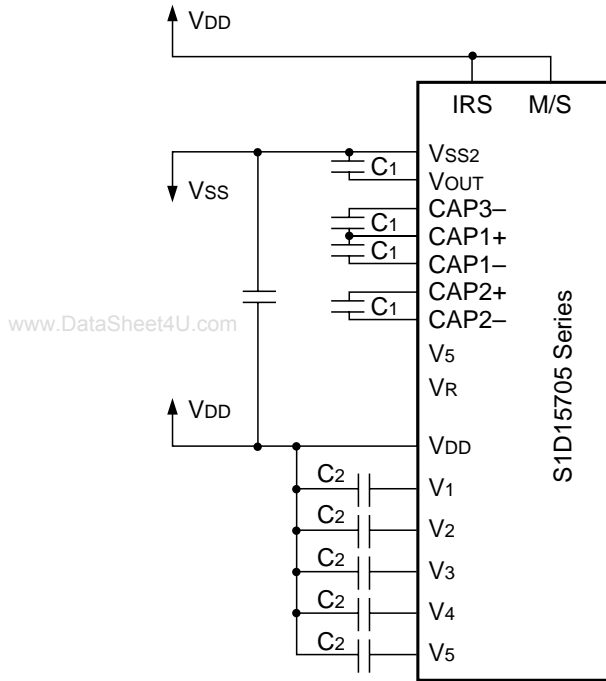 VDD
IRS M/S
VSS2
C1
VOUT
VSS
CAP3–
C1
CAP1+
C1
CAP1–
CAP2+
C1
CAP2–
www.DataSheet4U.com
V5
VR
S1D15705 Series
VDD
VDD
C2
V1
C2
V2
C2
V3
C2
V4
C2
V5